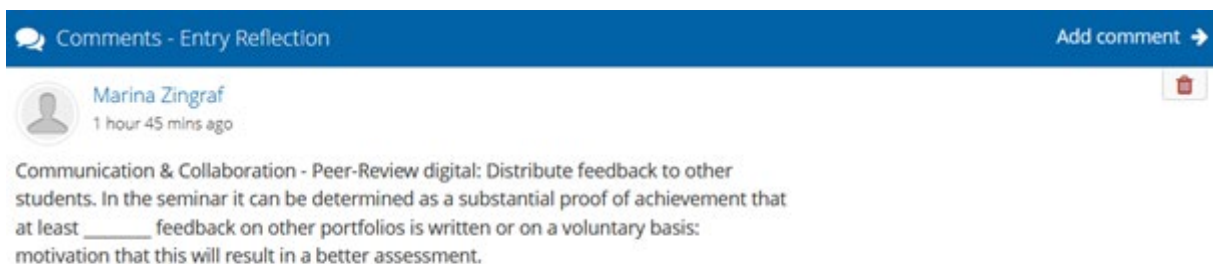 Comments - Entry Reflection
Add comment
Marina Zingraf
1 hour 45 mins ago
Communication & Collaboration - Peer-Review digital: Distribute feedback to other
students. In the seminar it can be determined as a substantial proof of achievement that
at least _______ feedback on other portfolios is written or on a voluntary basis:
motivation that this will result in a better assessment.